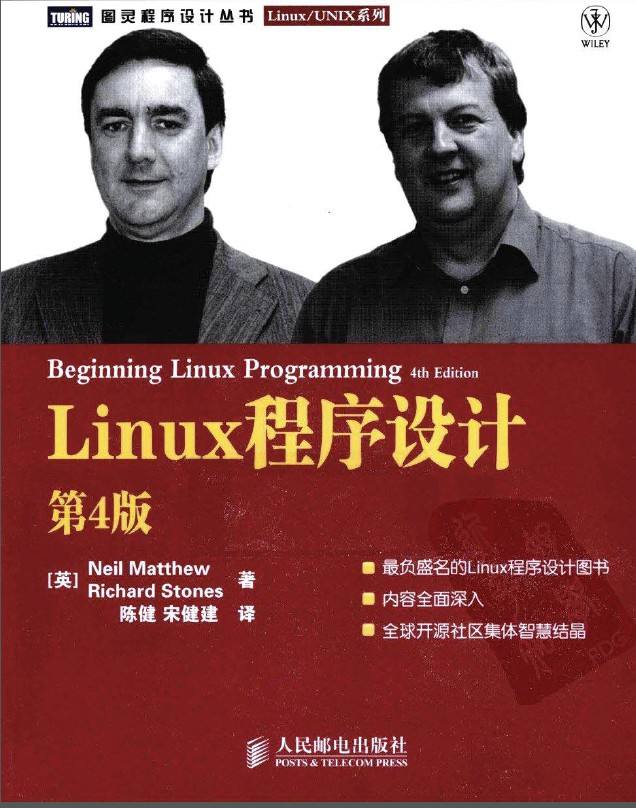 TURING 图灵程序设计丛书 Linux/UNIX系列
WILEY
Beginning Linux Programming 4th Edition
Linux程序设计
第4版
[英] Neil Matthew
Richard Stones 著
陈健 宋健建 译
最负盛名的Linux程序设计图书
内容全面深入
全球开源社区集体智慧结晶
PDG
人民邮电出版社
POSTS & TELECOM PRESS